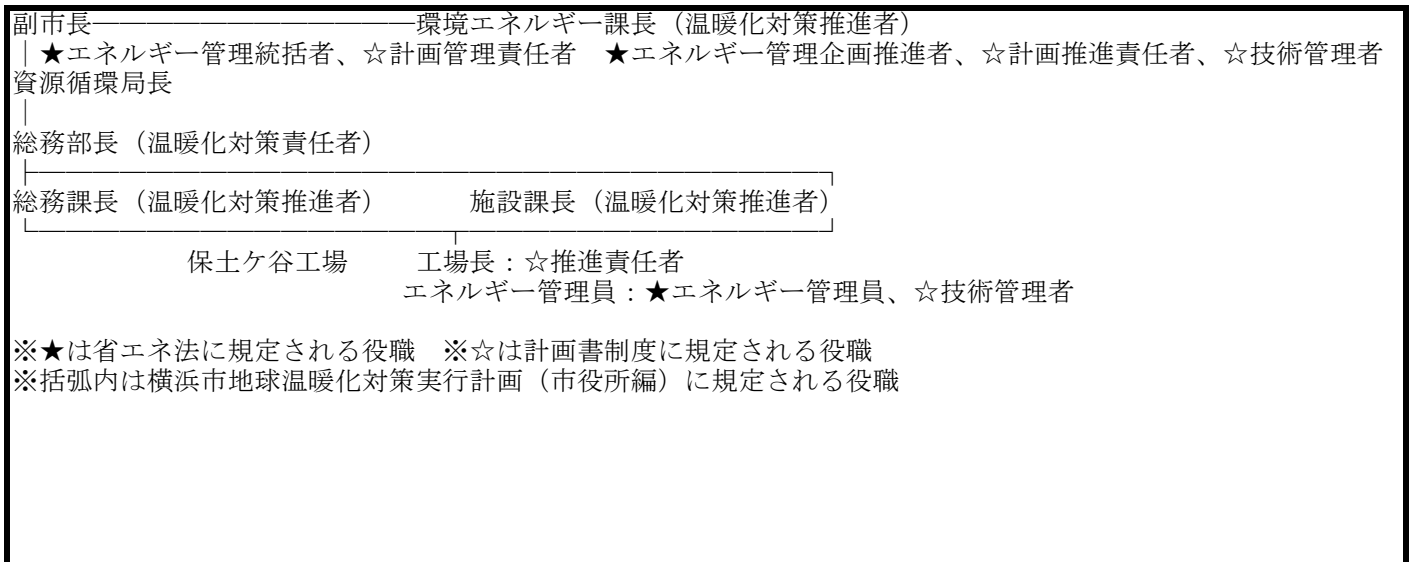 副市長――――――――――――環境エネルギー課長（温暖化対策推進者）
｜★エネルギー管理統括者、☆計画管理責任者　★エネルギー管理企画推進者、☆計画推進責任者、☆技術管理者
資源循環局長
｜
総務部長（温暖化対策責任者）
├─────────────────────────────┐
総務課長（温暖化対策推進者）　　　施設課長（温暖化対策推進者）
└───────────────┬─────────────┘
保土ケ谷工場　　工場長：☆推進責任者
エネルギー管理員：★エネルギー管理員、☆技術管理者
※★は省エネ法に規定される役職　※☆は計画書制度に規定される役職
※括弧内は横浜市地球温暖化対策実行計画（市役所編）に規定される役職